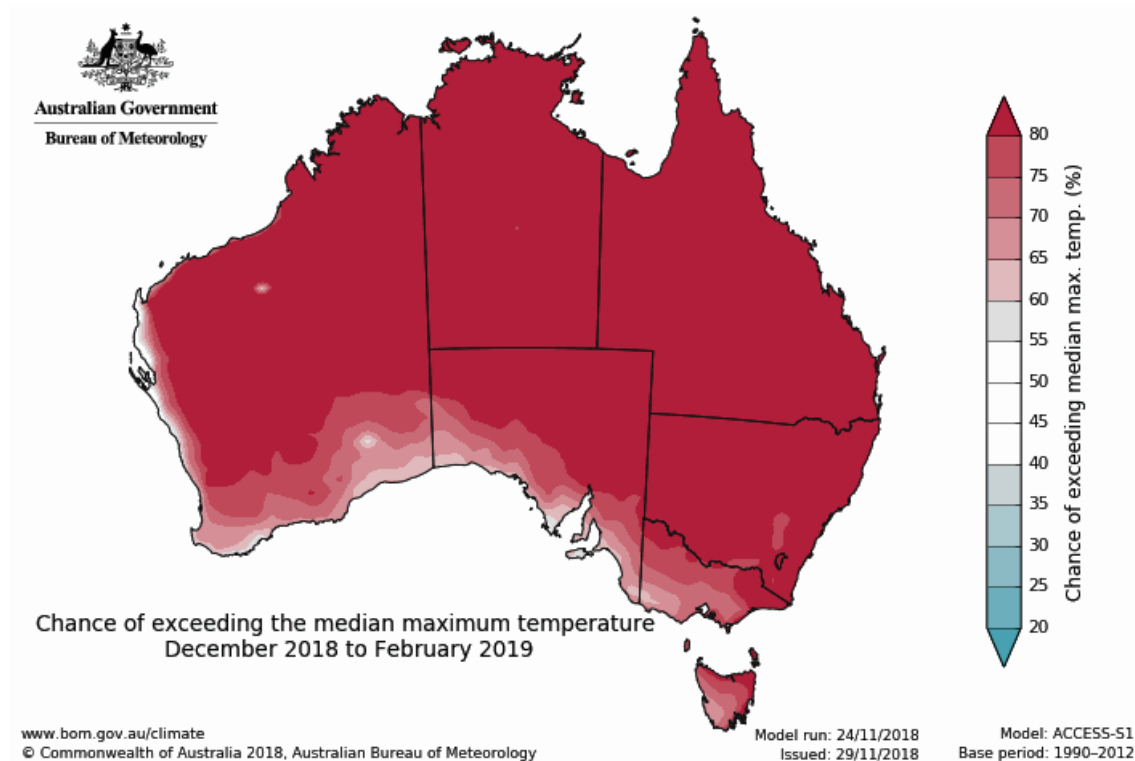 Australian Government
Bureau of Meteorology
80
75
70
65
60
55
50
45
40
35
30
25
20
Chance of exceeding median max. temp. (%)
Chance of exceeding the median maximum temperature
December 2018 to February 2019
www.bom.gov.au/climate
© Commonwealth of Australia 2018, Australian Bureau of Meteorology
Model run: 24/11/2018
Issued: 29/11/2018
Model: ACCESS-S1
Base period: 1990–2012